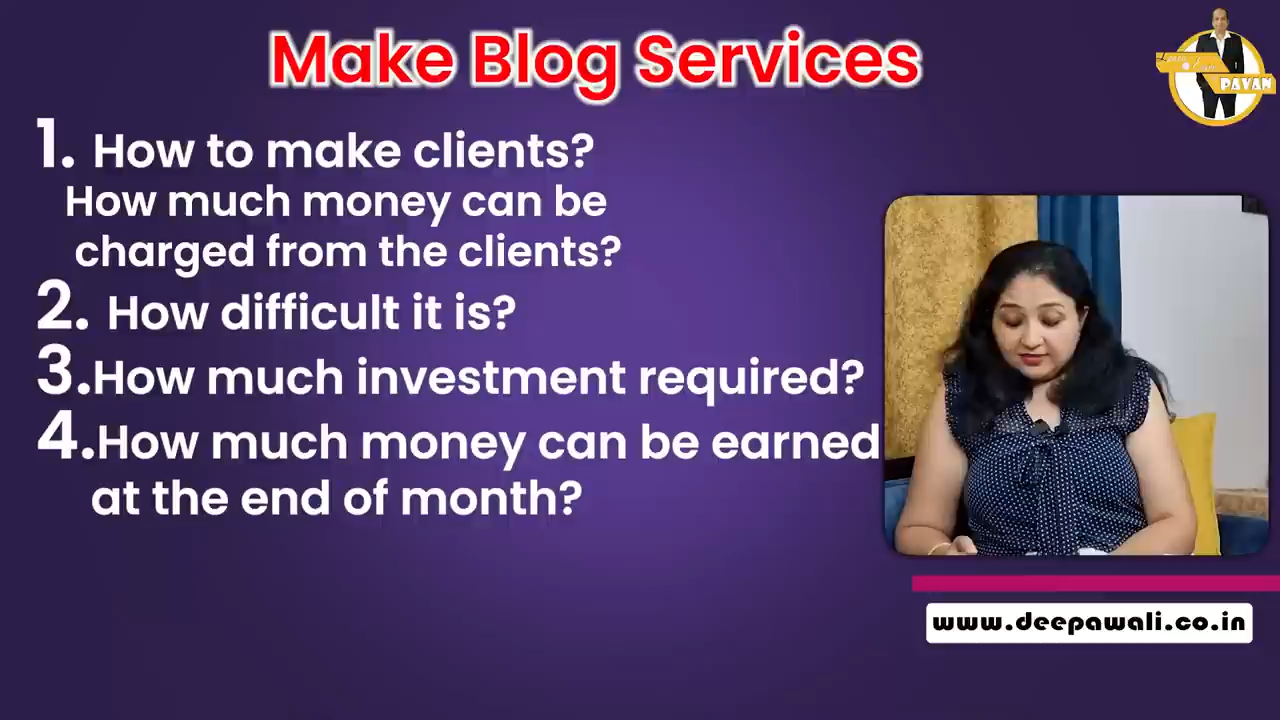 Make Blog Services
PAVAN
1. How to make clients?
How much money can be
charged from the clients?
2. How difficult it is?
3.How much investment required?
4.How much money can be earned
at the end of month?
www.deepawali.co.in